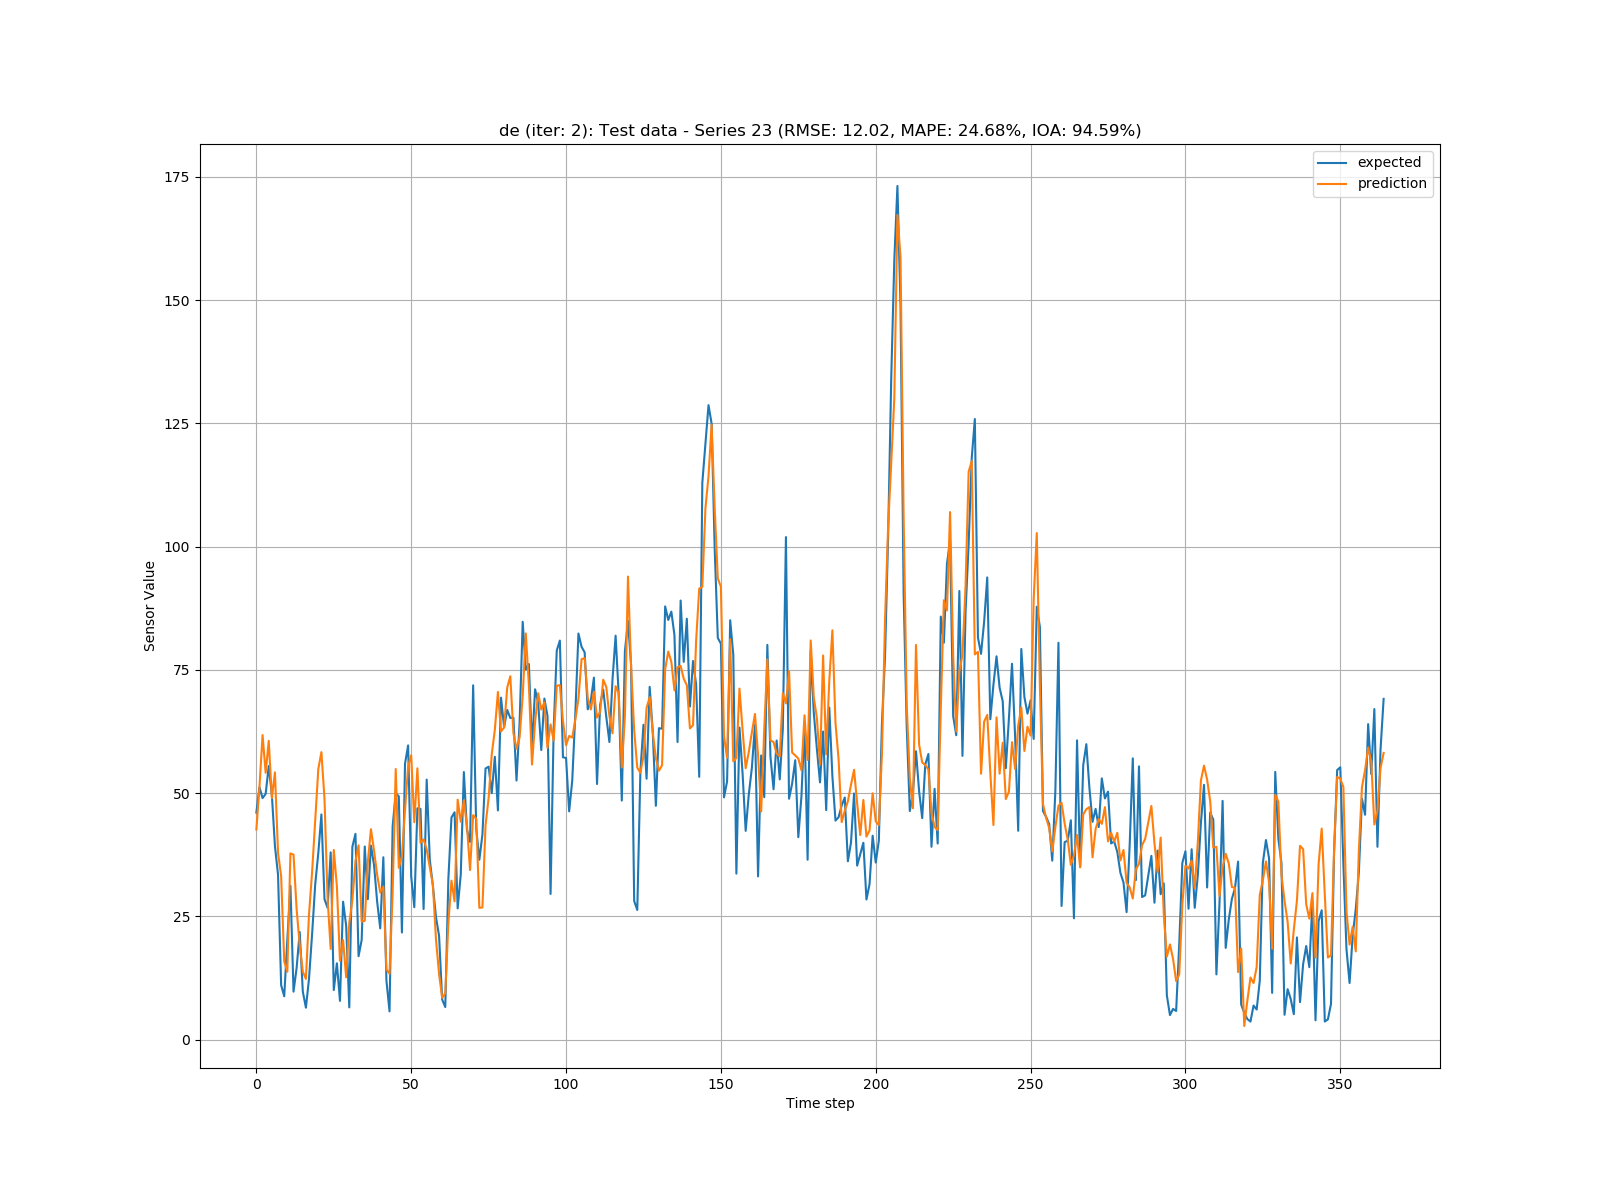 de (iter: 2): Test data - Series 23 (RMSE: 12.02, MAPE: 24.68%, IOA: 94.59%)
expected
prediction
175
150
125
100
75
50
25
0
Sensor Value
0 50 100 150 200 250 300 350
Time step